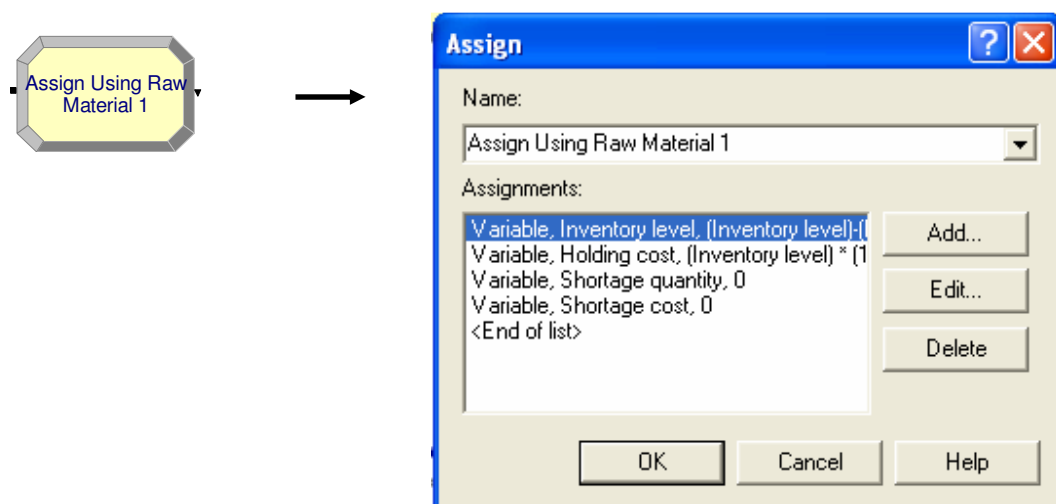 Assign Using Raw
Material 1
Assign
Name:
Assign Using Raw Material 1
Assignments:
Variable, Inventory level, (Inventory level)-(
Variable, Holding cost, (Inventory level) * (1
Variable, Shortage quantity, 0
Variable, Shortage cost, 0
<End of list>
Add...
Edit...
Delete
OK
Cancel
Help